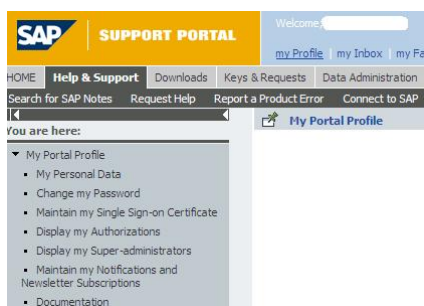 SAP SUPPORT PORTAL
Welcome,
my Profile my Inbox my Fa
HOME Help & Support Downloads Keys & Requests Data Administration
Search for SAP Notes Request Help Report a Product Error Connect to SAP
You are here:
My Portal Profile
My Portal Profile
My Personal Data
Change my Password
Maintain my Single Sign-on Certificate
Display my Authorizations
Display my Super-administrators
Maintain my Notifications and
Newsletter Subscriptions
Documentation